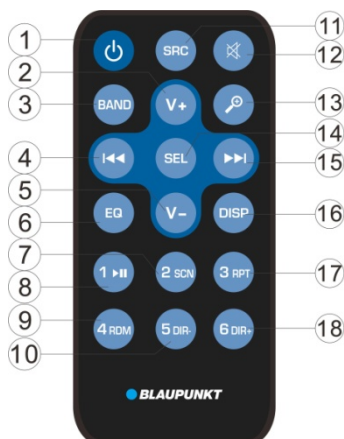 1 SRC 11
2 12
3 BAND V+ 13
4 SEL 14
5 15
6 EQ V- DISP 16
7
8 1 2 SCN 3 RPT 17
9 4 RDM 5 DIR- 6 DIR+ 18
10
BLAUPUNKT